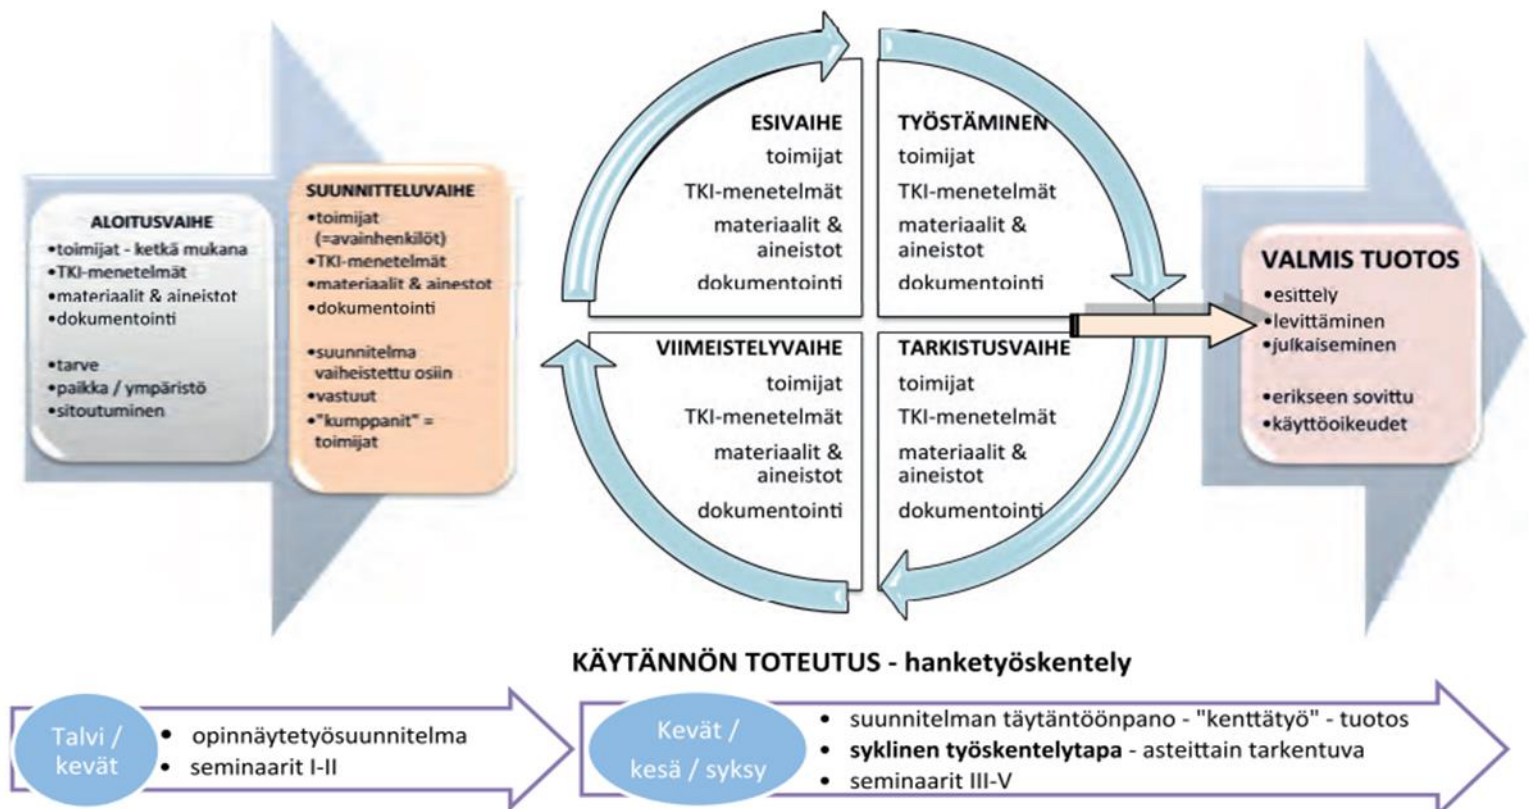 ALOITUSVAIHE
•toimijat - ketkä mukana
•TKI-menetelmät
•materiaalit & aineistot
•dokumentointi
•tarve
•paikka / ympäristö
•sitoutuminen
SUUNNITTELUVAIHE
•toimijat
(=avainhenkilöt)
•TKI-menetelmät
•materiaalit & ainestot
•dokumentointi
•suunnitelma
vaiheistettu osiin
•vastuut
•"kumppanit" =
toimijat
ESIVAIHE
toimijat
TKI-menetelmät
materiaalit &
aineistot
dokumentointi
TYÖSTÄMINEN
toimijat
TKI-menetelmät
materiaalit &
aineistot
dokumentointi
VIIMEISTELYVAIHE
toimijat
TKI-menetelmät
materiaalit &
aineistot
dokumentointi
TARKISTUSVAIHE
toimijat
TKI-menetelmät
materiaalit &
aineistot
dokumentointi
VALMIS TUOTOS
•esittely
•levittäminen
•julkaiseminen
•erikseen sovittu
•käyttöoikeudet
KÄYTÄNNÖN TOTEUTUS - hanketyöskentely
Talvi /
kevät
• opinnäytetyösuunnitelma
• seminaarit I-II
Kevät /
kesä / syksy
• suunnitelman täytäntöönpano - "kenttätyö" - tuotos
• syklinen työskentelytapa - asteittain tarkentuva
• seminaarit III-V